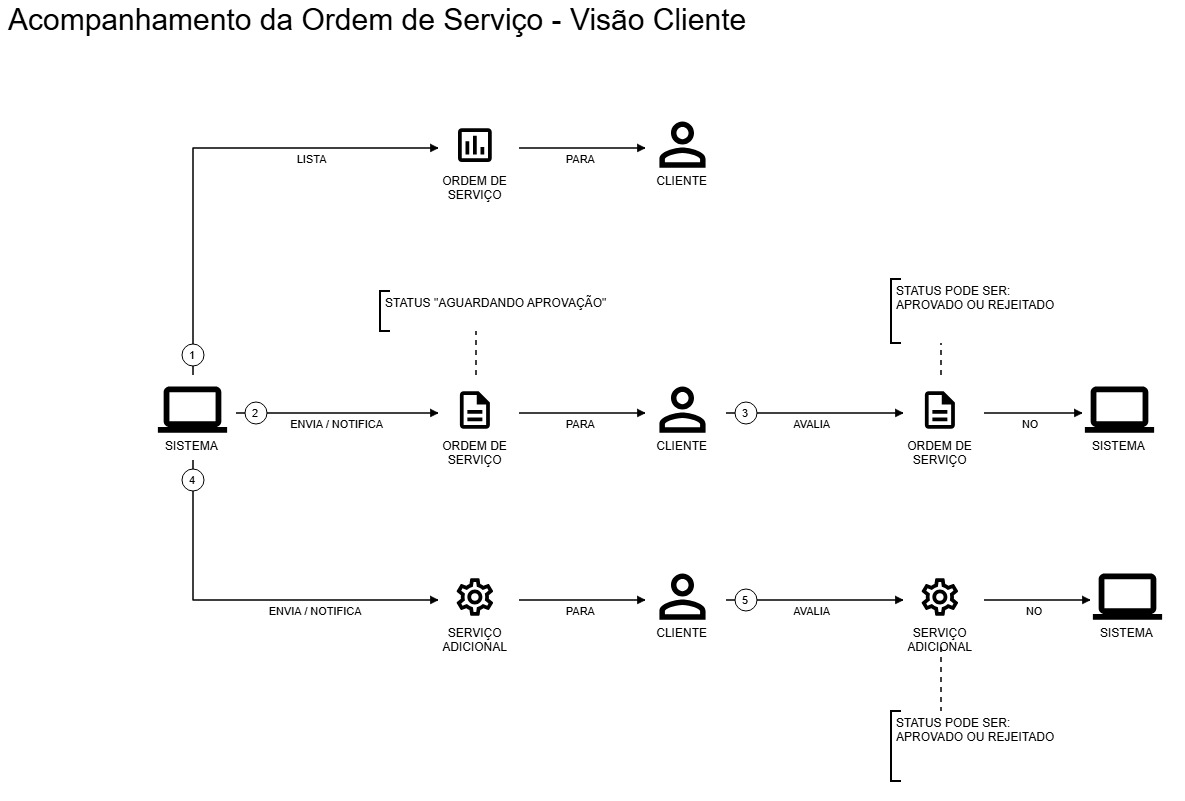 Acompanhamento da Ordem de Serviço - Visão Cliente
LISTA
ORDEM DE
SERVIÇO
PARA
CLIENTE
STATUS "AGUARDANDO APROVAÇÃO"
STATUS PODE SER:
APROVADO OU REJEITADO
1
SISTEMA
2
ENVIA / NOTIFICA
ORDEM DE
SERVIÇO
PARA
CLIENTE
3
AVALIA
ORDEM DE
SERVIÇO
NO
SISTEMA
4
ENVIA / NOTIFICA
SERVIÇO
ADICIONAL
PARA
CLIENTE
5
AVALIA
SERVIÇO
ADICIONAL
NO
SISTEMA
STATUS PODE SER:
APROVADO OU REJEITADO